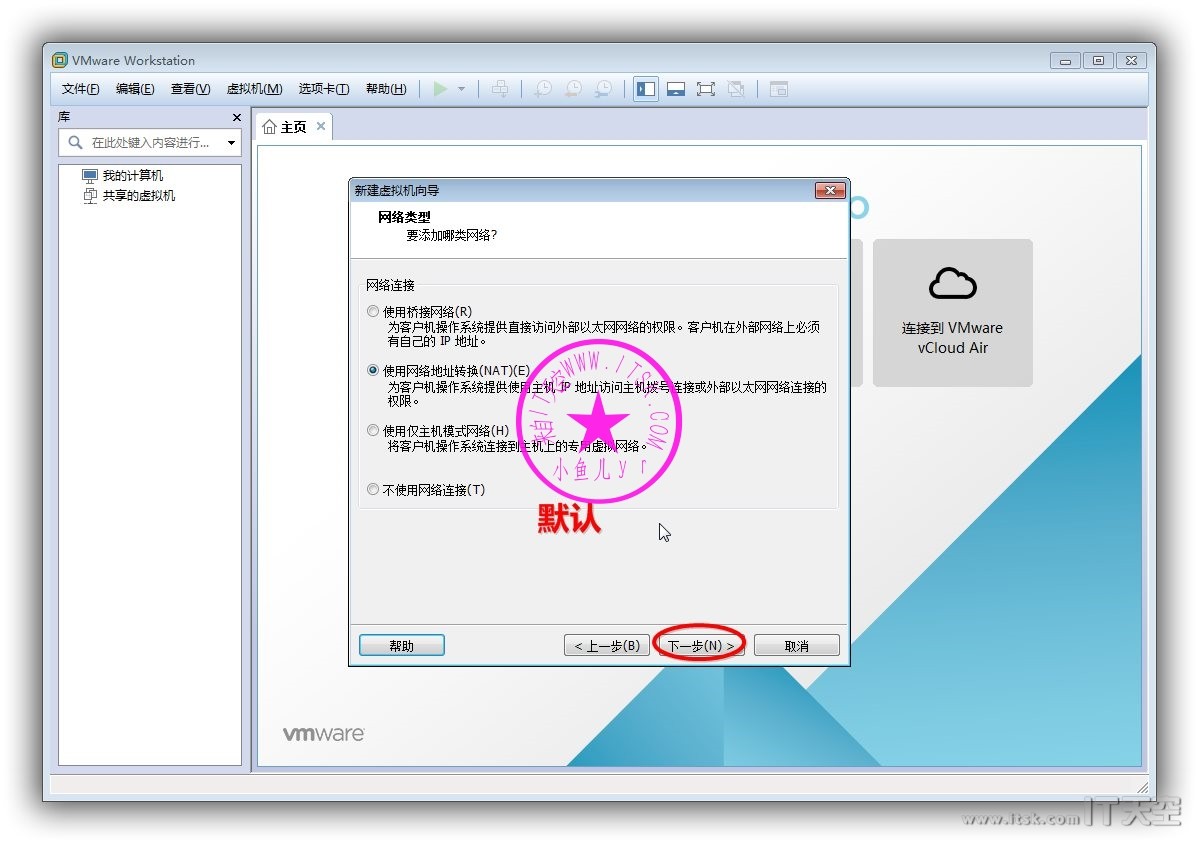 VMware Workstation
文件(F) 编辑(E) 查看(V) 虚拟机(M) 选项卡(T) 帮助(H)
库
主页
在此处键入内容进行...
我的计算机
共享的虚拟机
新建虚拟机向导
网络类型
要添加哪类网络?
网络连接
使用桥接网络(R)
为客户机操作系统提供直接访问外部以太网网络的权限。客户机在外部网络上必须
有自己的 IP 地址。
使用网络地址转换(NAT)(E)
为客户机操作系统提供使用主机 IP 地址访问主机拨号连接或外部以太网网络连接的
权限。
使用仅主机模式网络(H)
将客户机操作系统连接到主机上的专用虚拟网络。
不使用网络连接(T)
来自IT天空WWW.ITSK.COM
小鱼儿yr
默认
帮助
< 上一步(B)
下一步(N) >
取消
连接到 VMware
vCloud Air
vmware
www.itsk.com IT天空